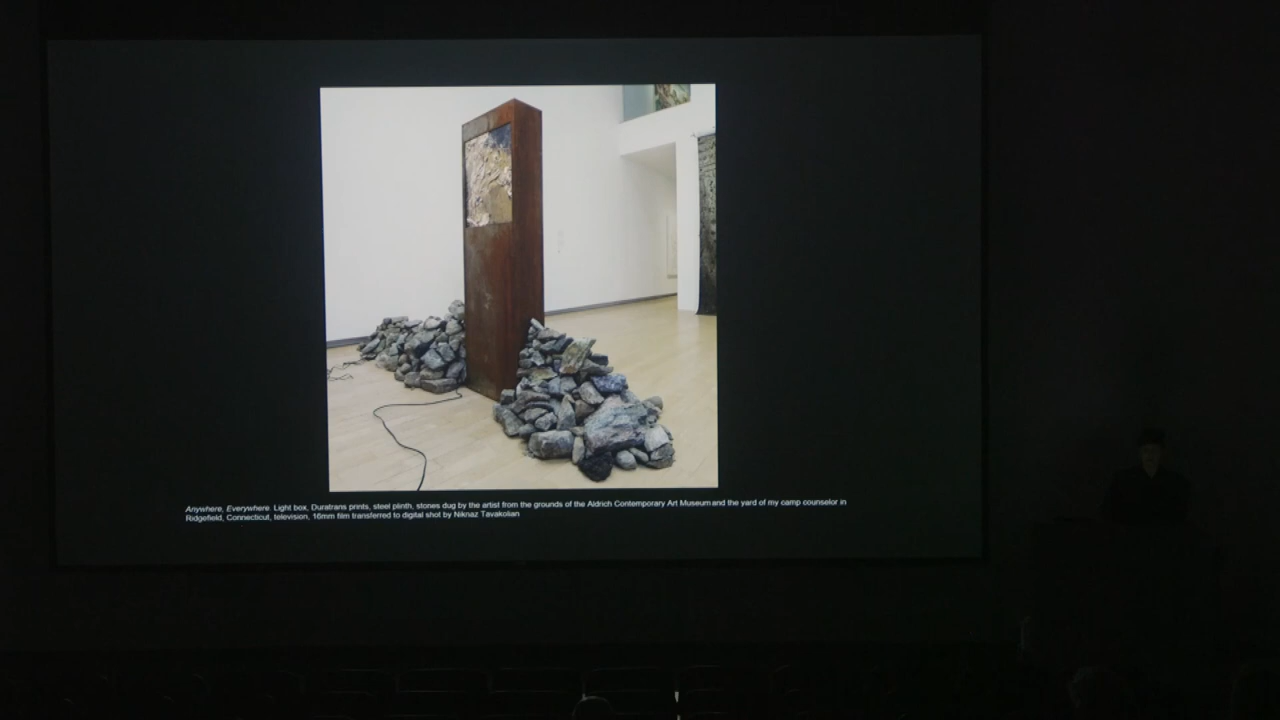 Anywhere, Everywhere. Light box, Duratrans prints, steel plinth, stones dug by the artist from the grounds of the Aldrich Contemporary Art Museum and the yard of my camp counselor in
Ridgefield, Connecticut, television, 16mm film transferred to digital shot by Niknaz Tavakolian